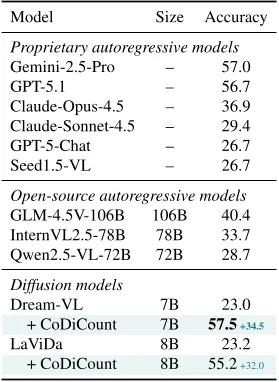 Model Size Accuracy
Proprietary autoregressive models
Gemini-2.5-Pro – 57.0
GPT-5.1 – 56.7
Claude-Opus-4.5 – 36.9
Claude-Sonnet-4.5 – 29.4
GPT-5-Chat – 26.7
Seed1.5-VL – 26.7
Open-source autoregressive models
GLM-4.5V-106B 106B 40.4
InternVL2.5-78B 78B 33.7
Qwen2.5-VL-72B 72B 28.7
Diffusion models
Dream-VL 7B 23.0
+ CoDiCount 7B 57.5 +34.5
LaViDa 8B 23.2
+ CoDiCount 8B 55.2 +32.0